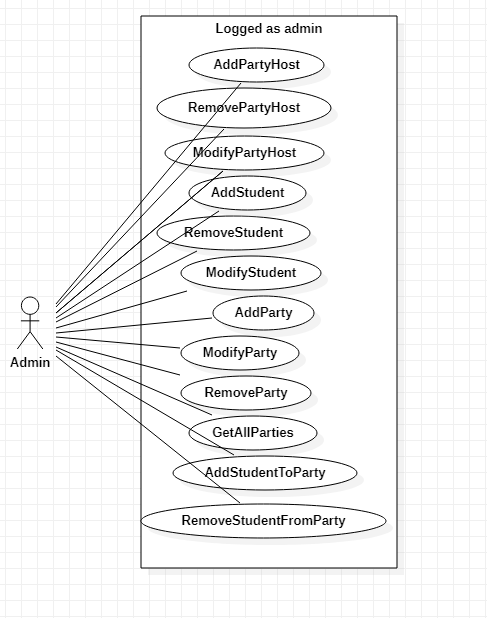 Logged as admin
AddPartyHost
RemovePartyHost
ModifyPartyHost
AddStudent
RemoveStudent
ModifyStudent
AddParty
ModifyParty
RemoveParty
GetAllParties
AddStudentToParty
RemoveStudentFromParty
Admin